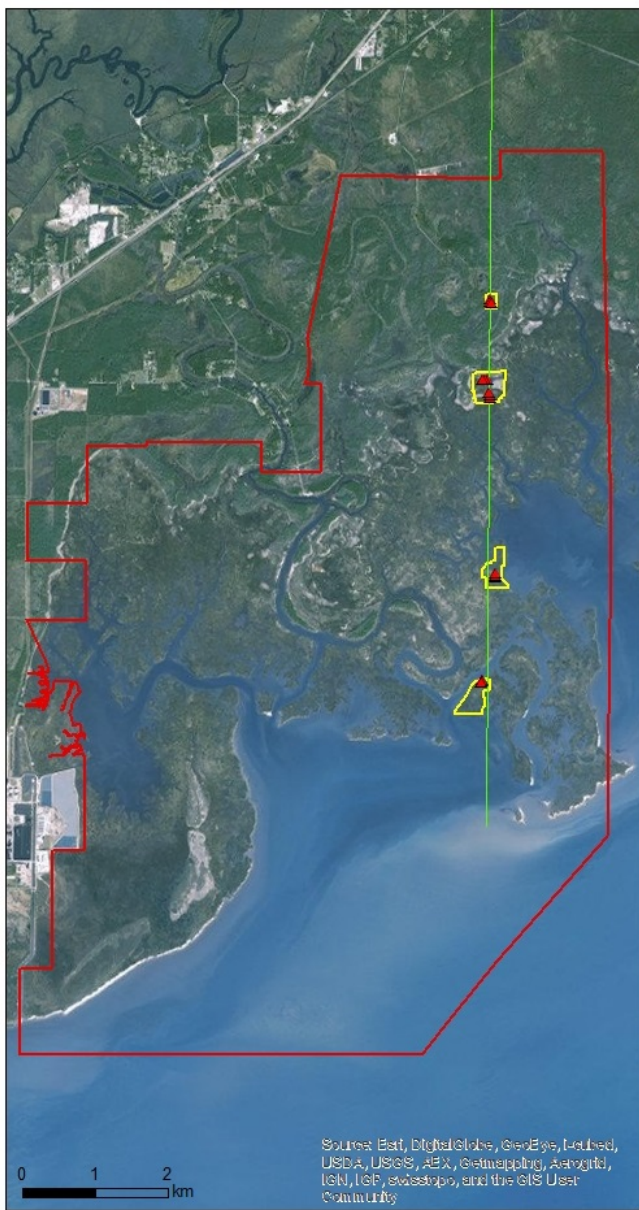 0 1 2
km
Source: Esri, DigitalGlobe, GeoEye, i-cubed,
USDA, USGS, AEX, Getmapping, Aerogrid,
IGN, IGP, swisstopo, and the GIS User
Community